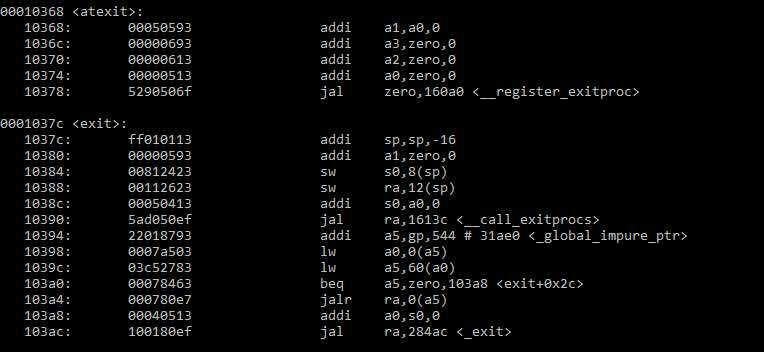 00010368 <atexit>:
10368: 00050593 addi a1,a0,0
1036c: 00000693 addi a3,zero,0
10370: 00000613 addi a2,zero,0
10374: 00000513 addi a0,zero,0
10378: 5290506f jal zero,160a0 <__register_exitproc>
0001037c <exit>:
1037c: ff010113 addi sp,sp,-16
10380: 00000593 addi a1,zero,0
10384: 00812423 sw s0,8(sp)
10388: 00112623 sw ra,12(sp)
1038c: 00050413 addi s0,a0,0
10390: 5ad050ef jal ra,1613c <__call_exitprocs>
10394: 22018793 addi a5,gp,544 # 31ae0 <_global_impure_ptr>
10398: 0007a503 lw a0,0(a5)
1039c: 03c52783 lw a5,60(a0)
103a0: 00078463 beq a5,zero,103a8 <exit+0x2c>
103a4: 000780e7 jalr ra,0(a5)
103a8: 00040513 addi a0,s0,0
103ac: 100180ef jal ra,284ac <_exit>